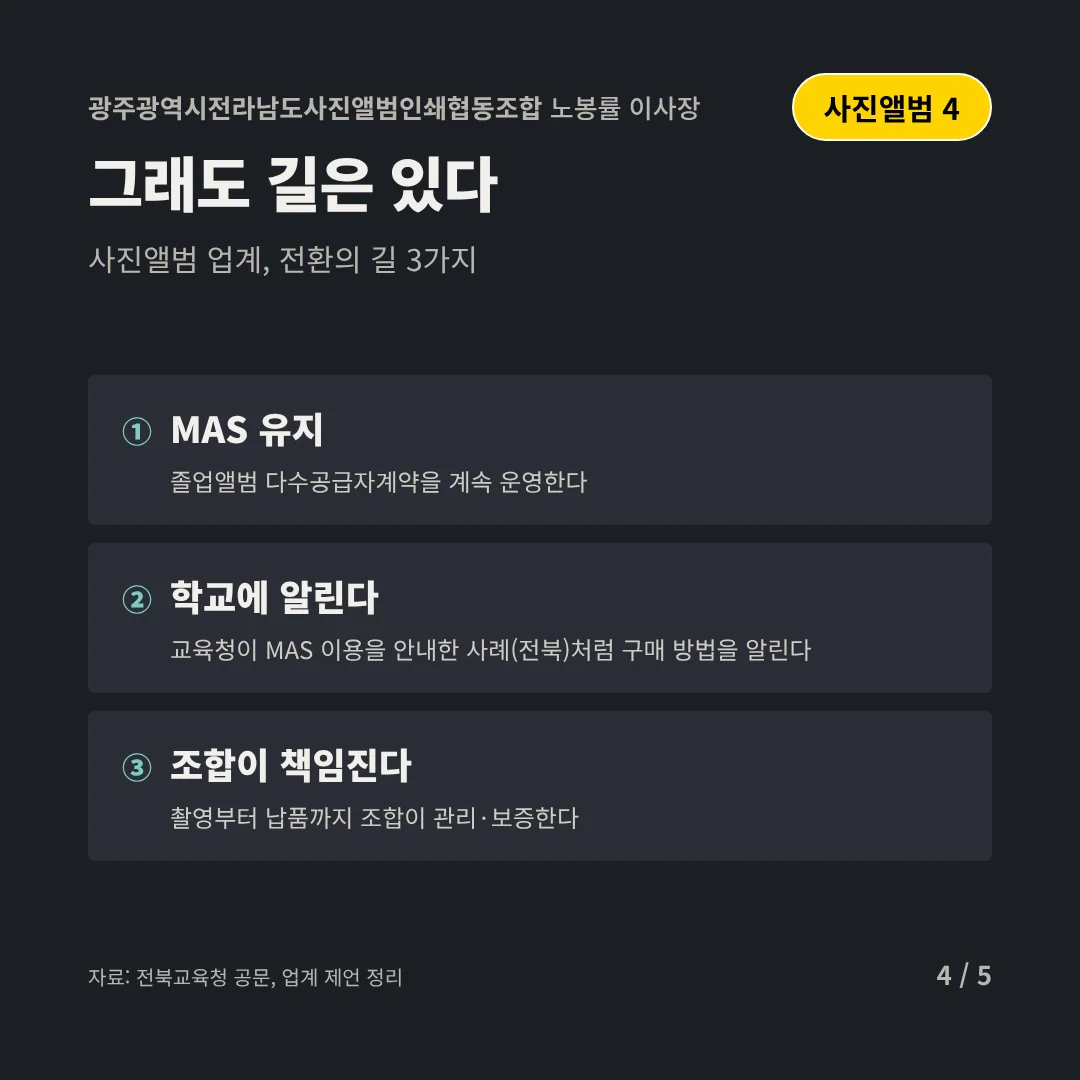 광주광역시전라남도사진앨범인쇄협동조합 노봉률 이사장
사진앨범 4
그래도 길은 있다
사진앨범 업계, 전환의 길 3가지
① MAS 유지
졸업앨범 다수공급자계약을 계속 운영한다
② 학교에 알린다
교육청이 MAS 이용을 안내한 사례(전북)처럼 구매 방법을 알린다
③ 조합이 책임진다
촬영부터 납품까지 조합이 관리·보증한다
자료: 전북교육청 공문, 업계 제언 정리
4 / 5